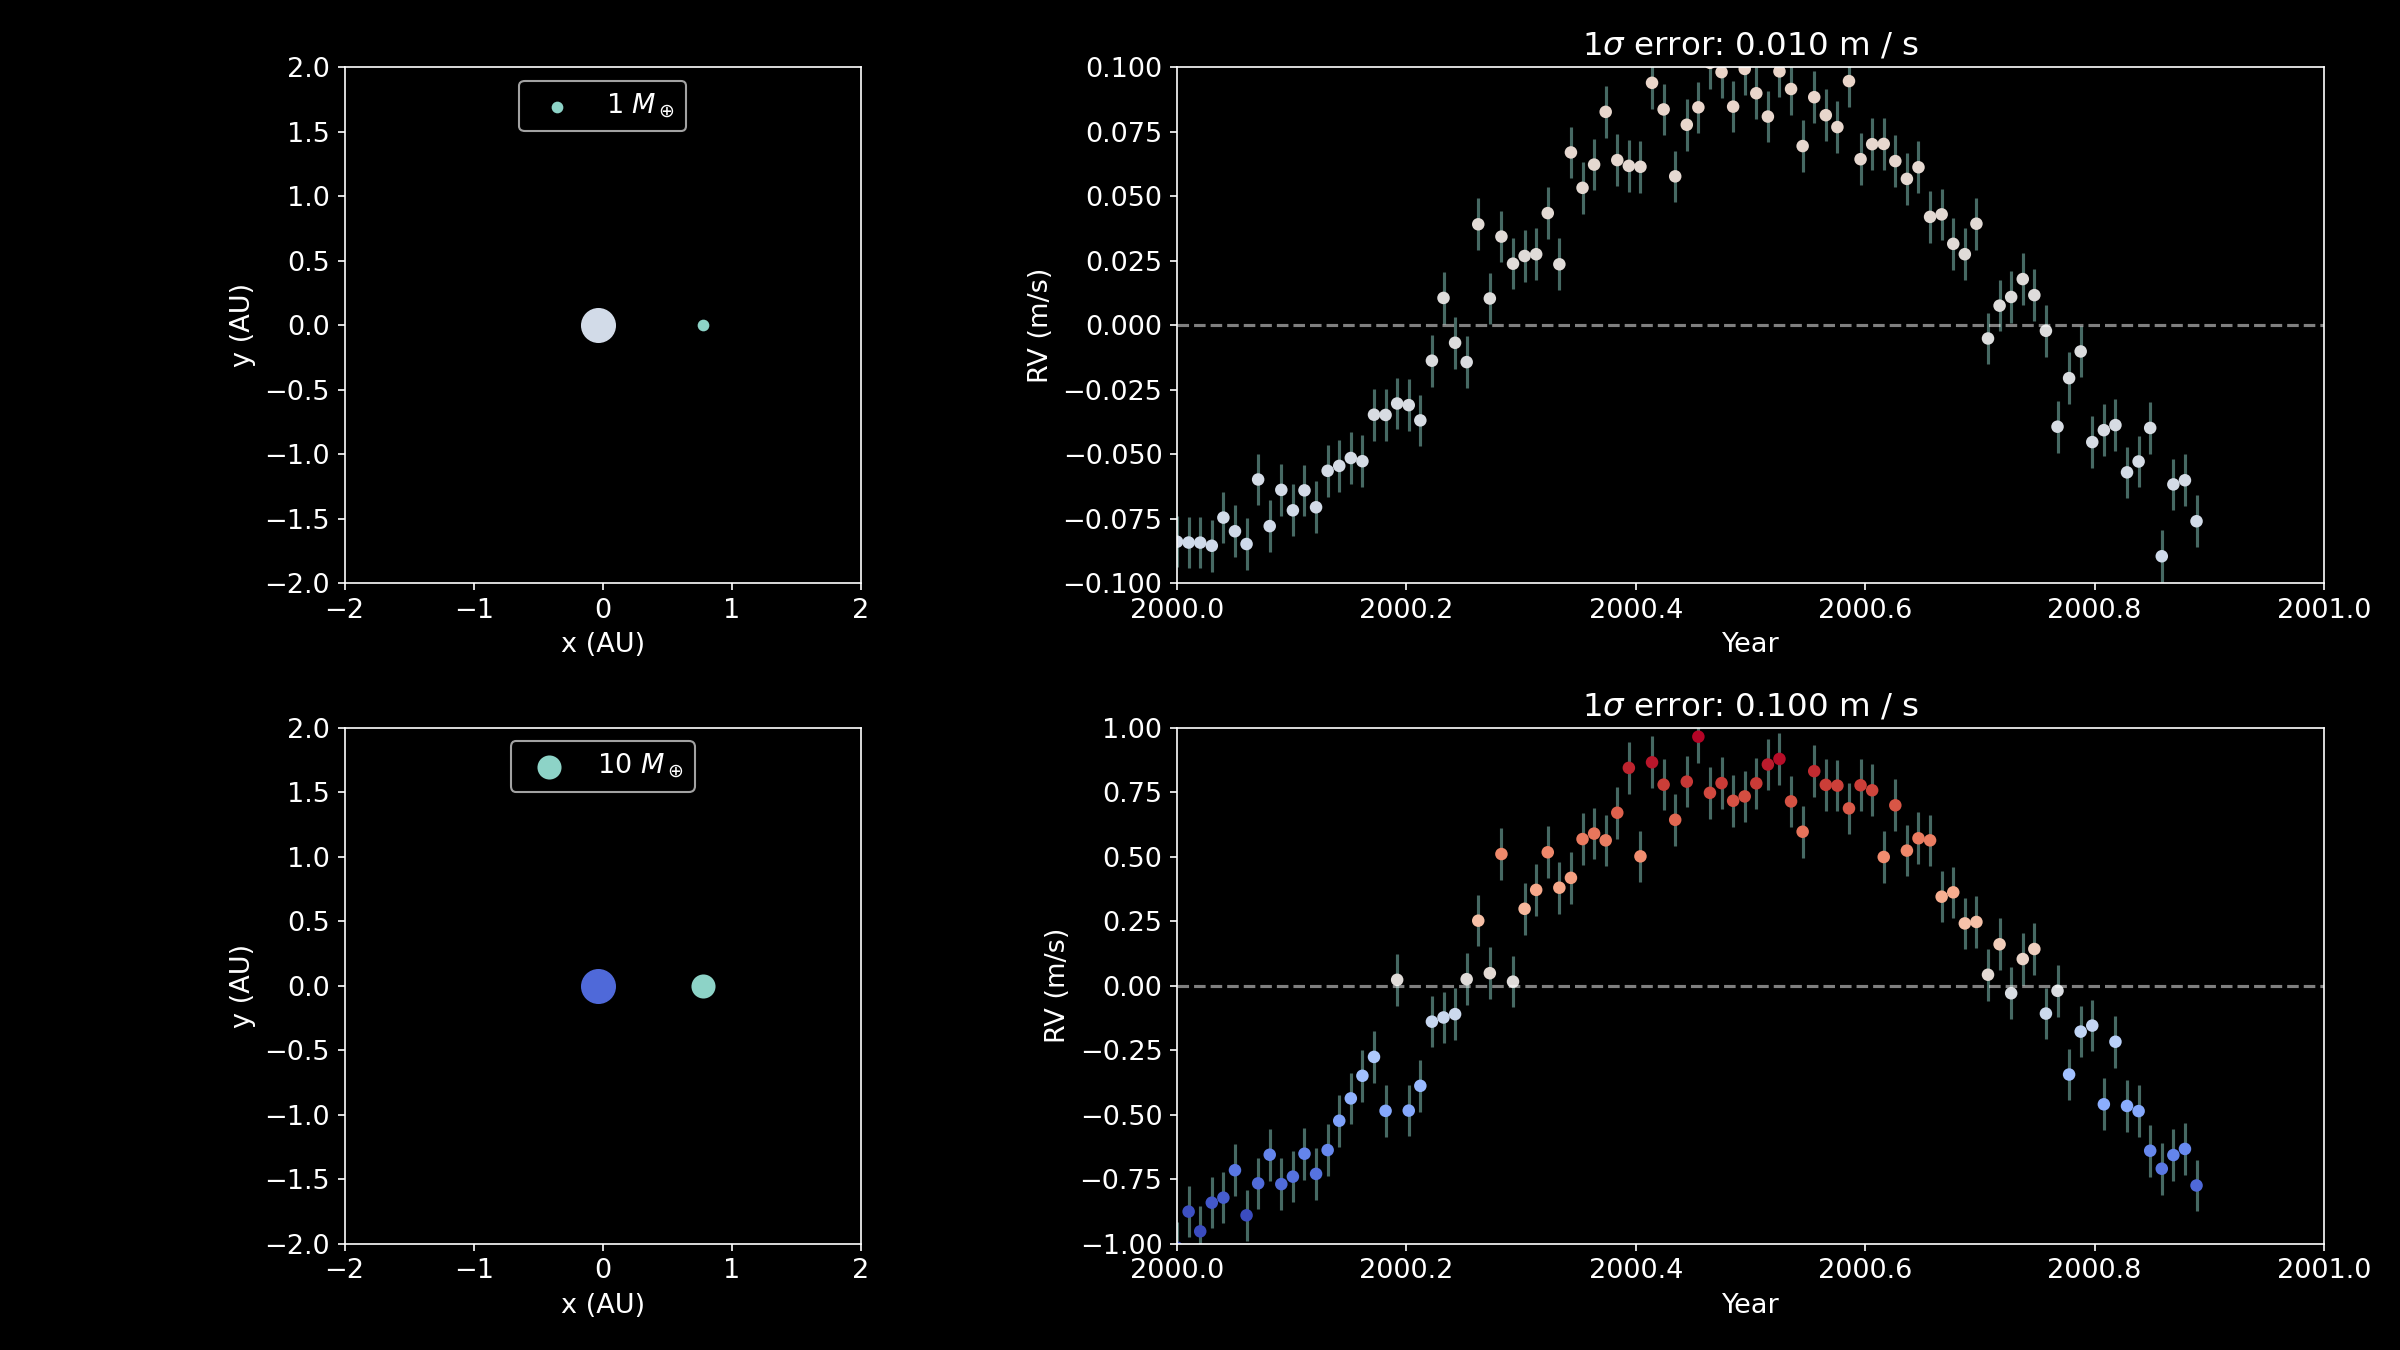 1σ error: 0.010 m / s
2.0
1.5
1.0
0.5
0.0
−0.5
−1.0
−1.5
−2.0
y (AU)
1 M⊕
−2 −1 0 1 2
x (AU)
0.100
0.075
0.050
0.025
0.000
−0.025
−0.050
−0.075
−0.100
RV (m/s)
2000.0 2000.2 2000.4 2000.6 2000.8 2001.0
Year
1σ error: 0.100 m / s
2.0
1.5
1.0
0.5
0.0
−0.5
−1.0
−1.5
−2.0
y (AU)
10 M⊕
−2 −1 0 1 2
x (AU)
1.00
0.75
0.50
0.25
0.00
−0.25
−0.50
−0.75
−1.00
RV (m/s)
2000.0 2000.2 2000.4 2000.6 2000.8 2001.0
Year